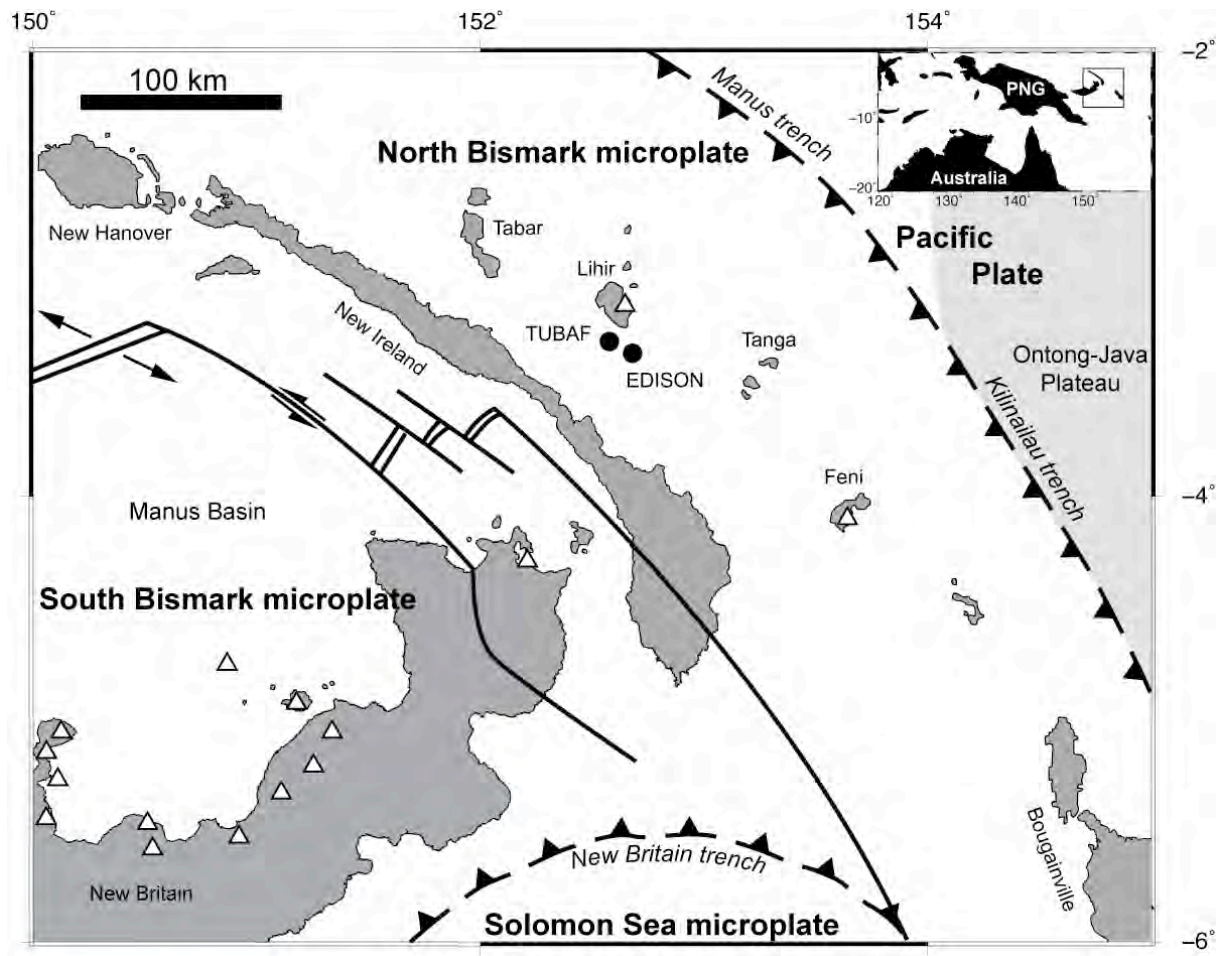 150°
152°
154°
−2°
100 km
Manus trench
PNG
−10°
Australia
−20°
120°
130°
140°
150°
North Bismark microplate
New Hanover
Tabar
Pacific
Plate
Lihir
New Ireland
TUBAF
Tanga
Ontong-Java
Plateau
EDISON
Kilinailau trench
Feni
−4°
Manus Basin
South Bismark microplate
New Britain trench
Bougainville
New Britain
Solomon Sea microplate
−6°